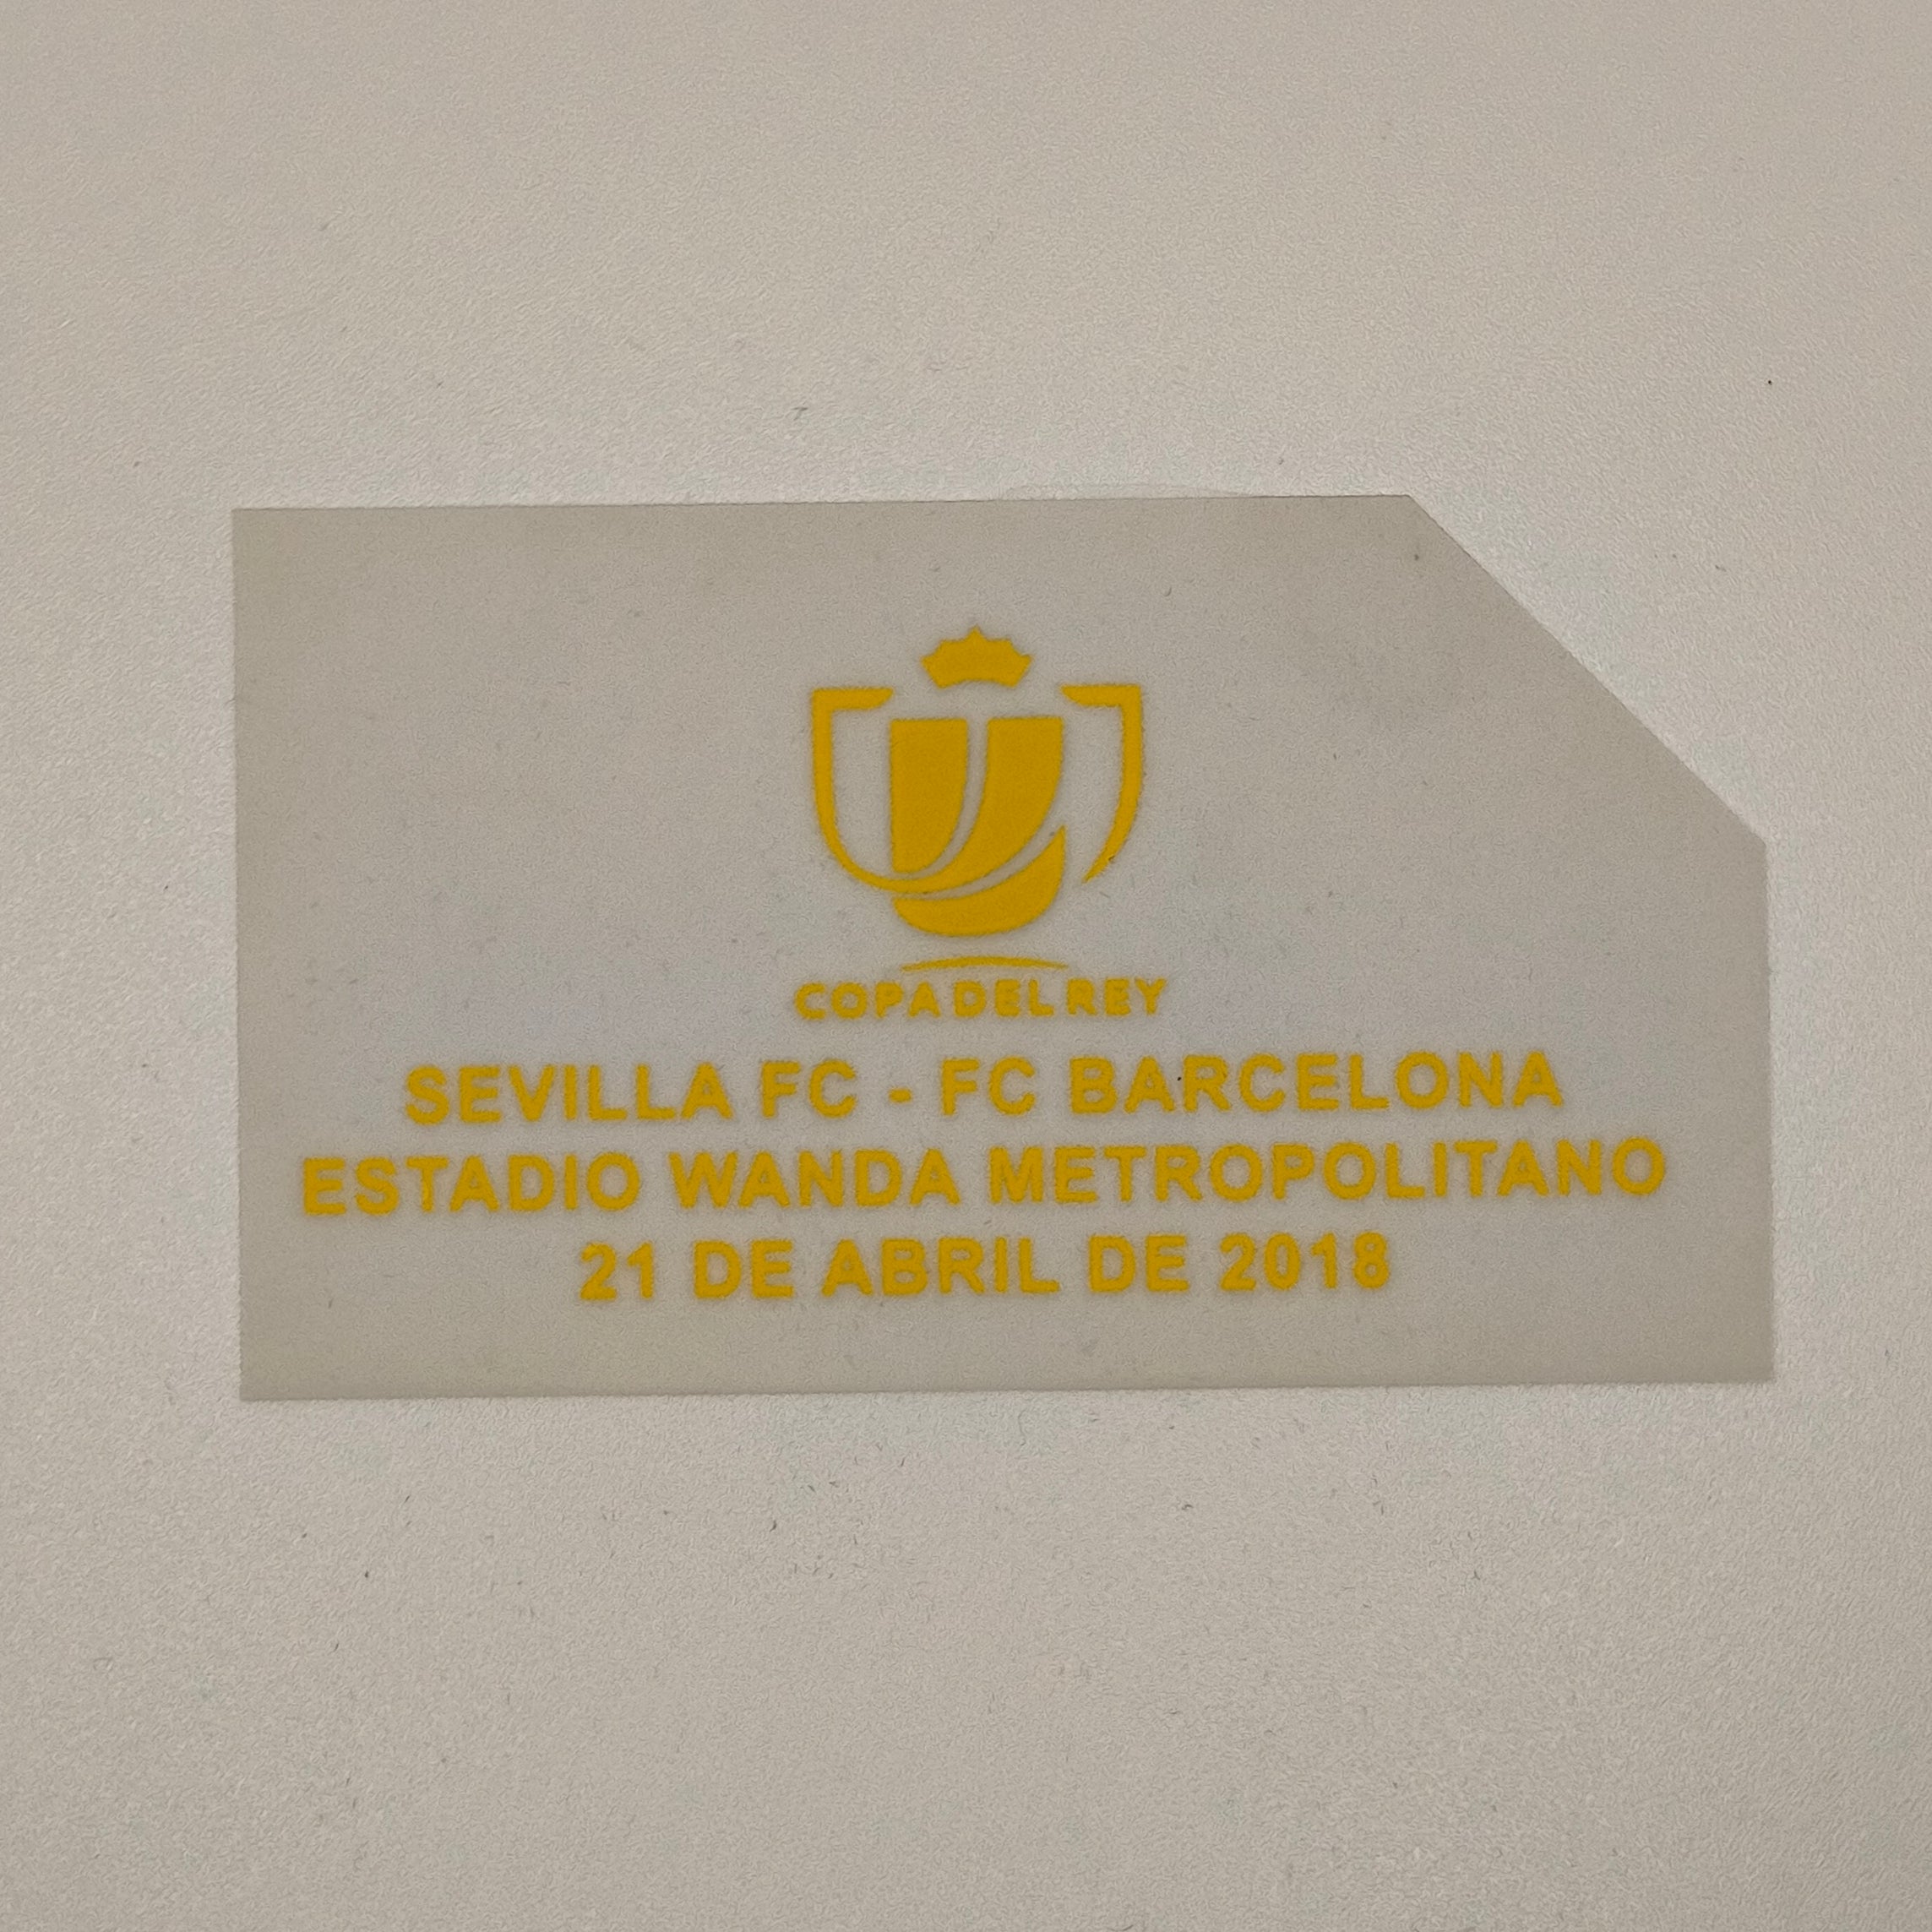 COPA DEL REY
SEVILLA FC - FC BARCELONA
ESTADIO WANDA METROPOLITANO
21 DE ABRIL DE 2018